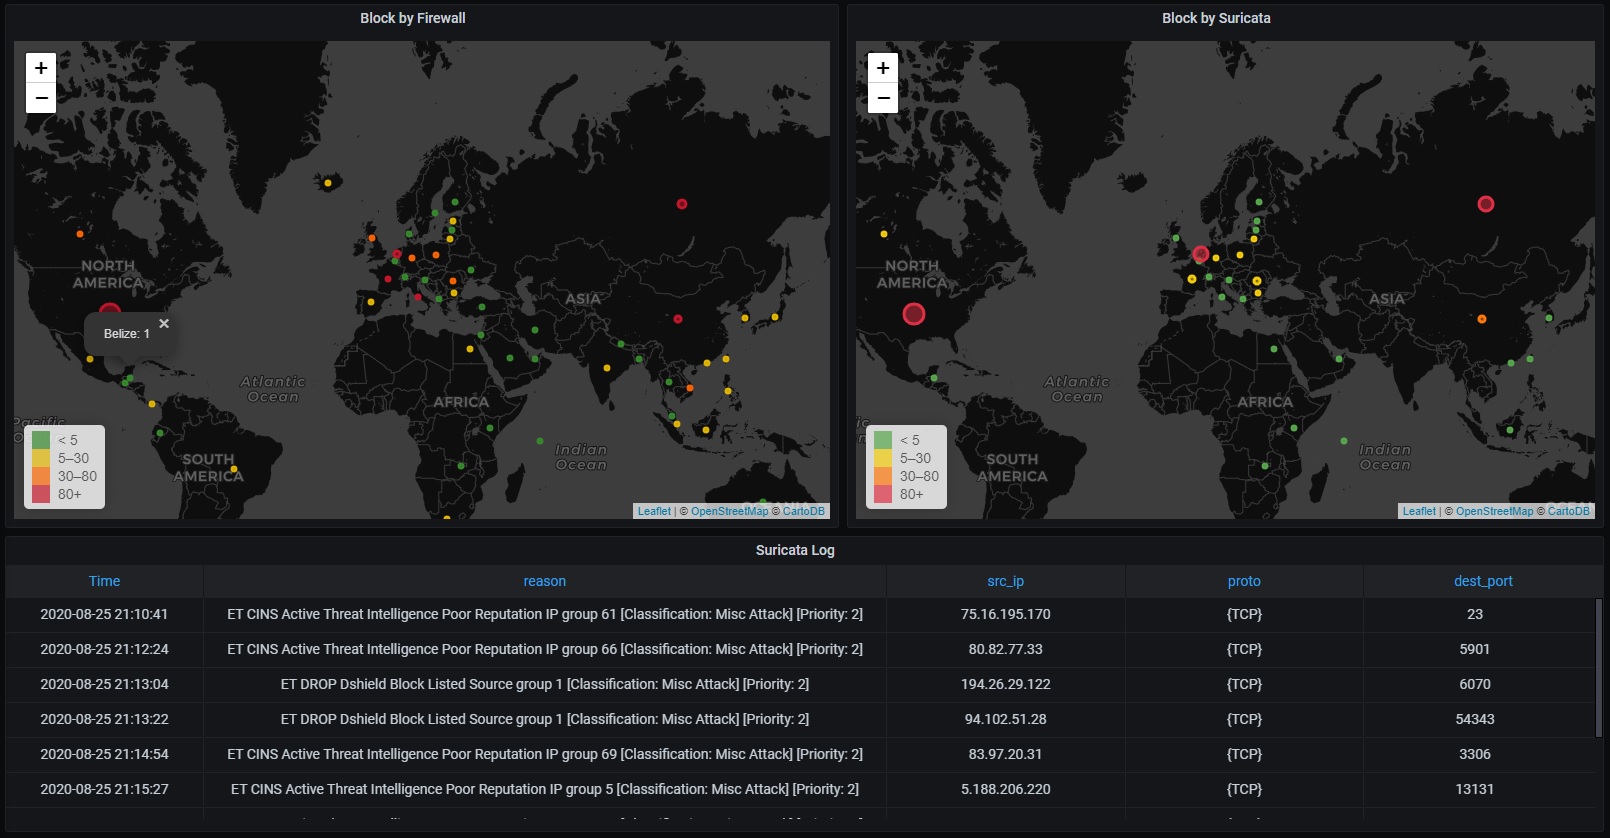 Block by Firewall
+
−
NORTH
AMERICA
Belize: 1 ×
ASIA
Atlantic
Ocean
AFRICA
Pacific
Indian
Ocean
SOUTH
AMERICA
< 5
5–30
30–80
80+
Leaflet | © OpenStreetMap © CartoDB
Block by Suricata
+
−
NORTH
AMERICA
ASIA
Atlantic
Ocean
AFRICA
Indian
Ocean
SOUTH
AMERICA
< 5
5–30
30–80
80+
Leaflet | © OpenStreetMap © CartoDB
Suricata Log
Time reason src_ip proto dest_port
2020-08-25 21:10:41 ET CINS Active Threat Intelligence Poor Reputation IP group 61 [Classification: Misc Attack] [Priority: 2] 75.16.195.170 {TCP} 23
2020-08-25 21:12:24 ET CINS Active Threat Intelligence Poor Reputation IP group 66 [Classification: Misc Attack] [Priority: 2] 80.82.77.33 {TCP} 5901
2020-08-25 21:13:04 ET DROP Dshield Block Listed Source group 1 [Classification: Misc Attack] [Priority: 2] 194.26.29.122 {TCP} 6070
2020-08-25 21:13:22 ET DROP Dshield Block Listed Source group 1 [Classification: Misc Attack] [Priority: 2] 94.102.51.28 {TCP} 54343
2020-08-25 21:14:54 ET CINS Active Threat Intelligence Poor Reputation IP group 69 [Classification: Misc Attack] [Priority: 2] 83.97.20.31 {TCP} 3306
2020-08-25 21:15:27 ET CINS Active Threat Intelligence Poor Reputation IP group 5 [Classification: Misc Attack] [Priority: 2] 5.188.206.220 {TCP} 13131